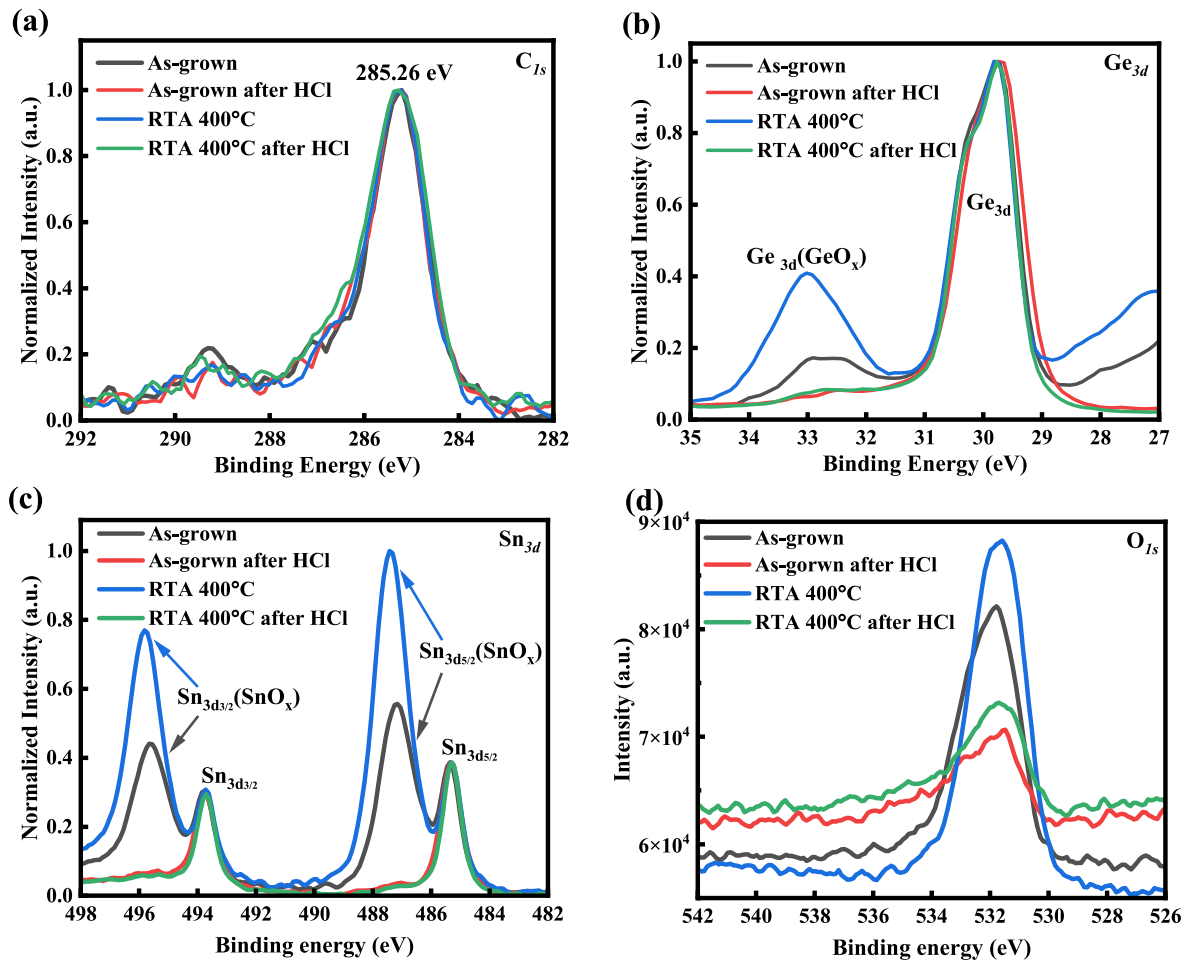 (a)
As-grown
As-grown after HCl
RTA 400°C
RTA 400°C after HCl
285.26 eV
C1s
Normalized Intensity (a.u.)
1.0
0.8
0.6
0.4
0.2
0.0
292 290 288 286 284 282
Binding Energy (eV)
(b)
As-grown
As-grown after HCl
RTA 400°C
RTA 400°C after HCl
Ge3d
Ge 3d(GeOx)
Ge3d
Normalized Intensity (a.u.)
1.0
0.8
0.6
0.4
0.2
0.0
35 34 33 32 31 30 29 28 27
Binding Energy (eV)
(c)
As-grown
As-gorwn after HCl
RTA 400°C
RTA 400°C after HCl
Sn3d
Sn3d5/2(SnOx)
Sn3d3/2(SnOx)
Sn3d3/2
Sn3d5/2
Normalized Intensity (a.u.)
1.0
0.8
0.6
0.4
0.2
0.0
498 496 494 492 490 488 486 484 482
Binding energy (eV)
(d)
As-grown
As-gorwn after HCl
RTA 400°C
RTA 400°C after HCl
O1s
Intensity (a.u.)
9×10⁴
8×10⁴
7×10⁴
6×10⁴
542 540 538 536 534 532 530 528 526
Binding energy (eV)